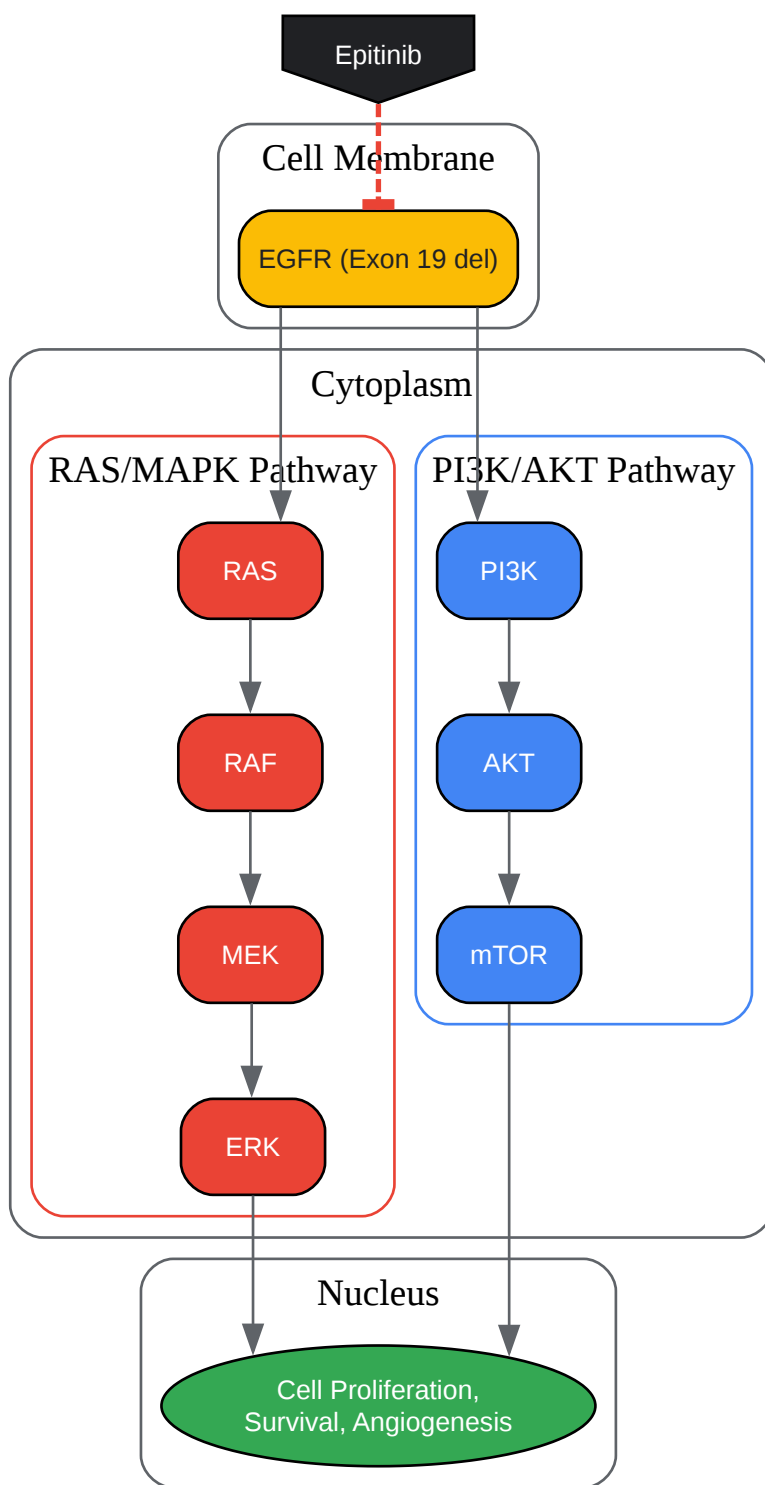 Epitinib
Cell Membrane
EGFR (Exon 19 del)
Cytoplasm
RAS/MAPK Pathway
PI3K/AKT Pathway
RAS
PI3K
RAF
AKT
MEK
mTOR
ERK
Nucleus
Cell Proliferation,
Survival, Angiogenesis